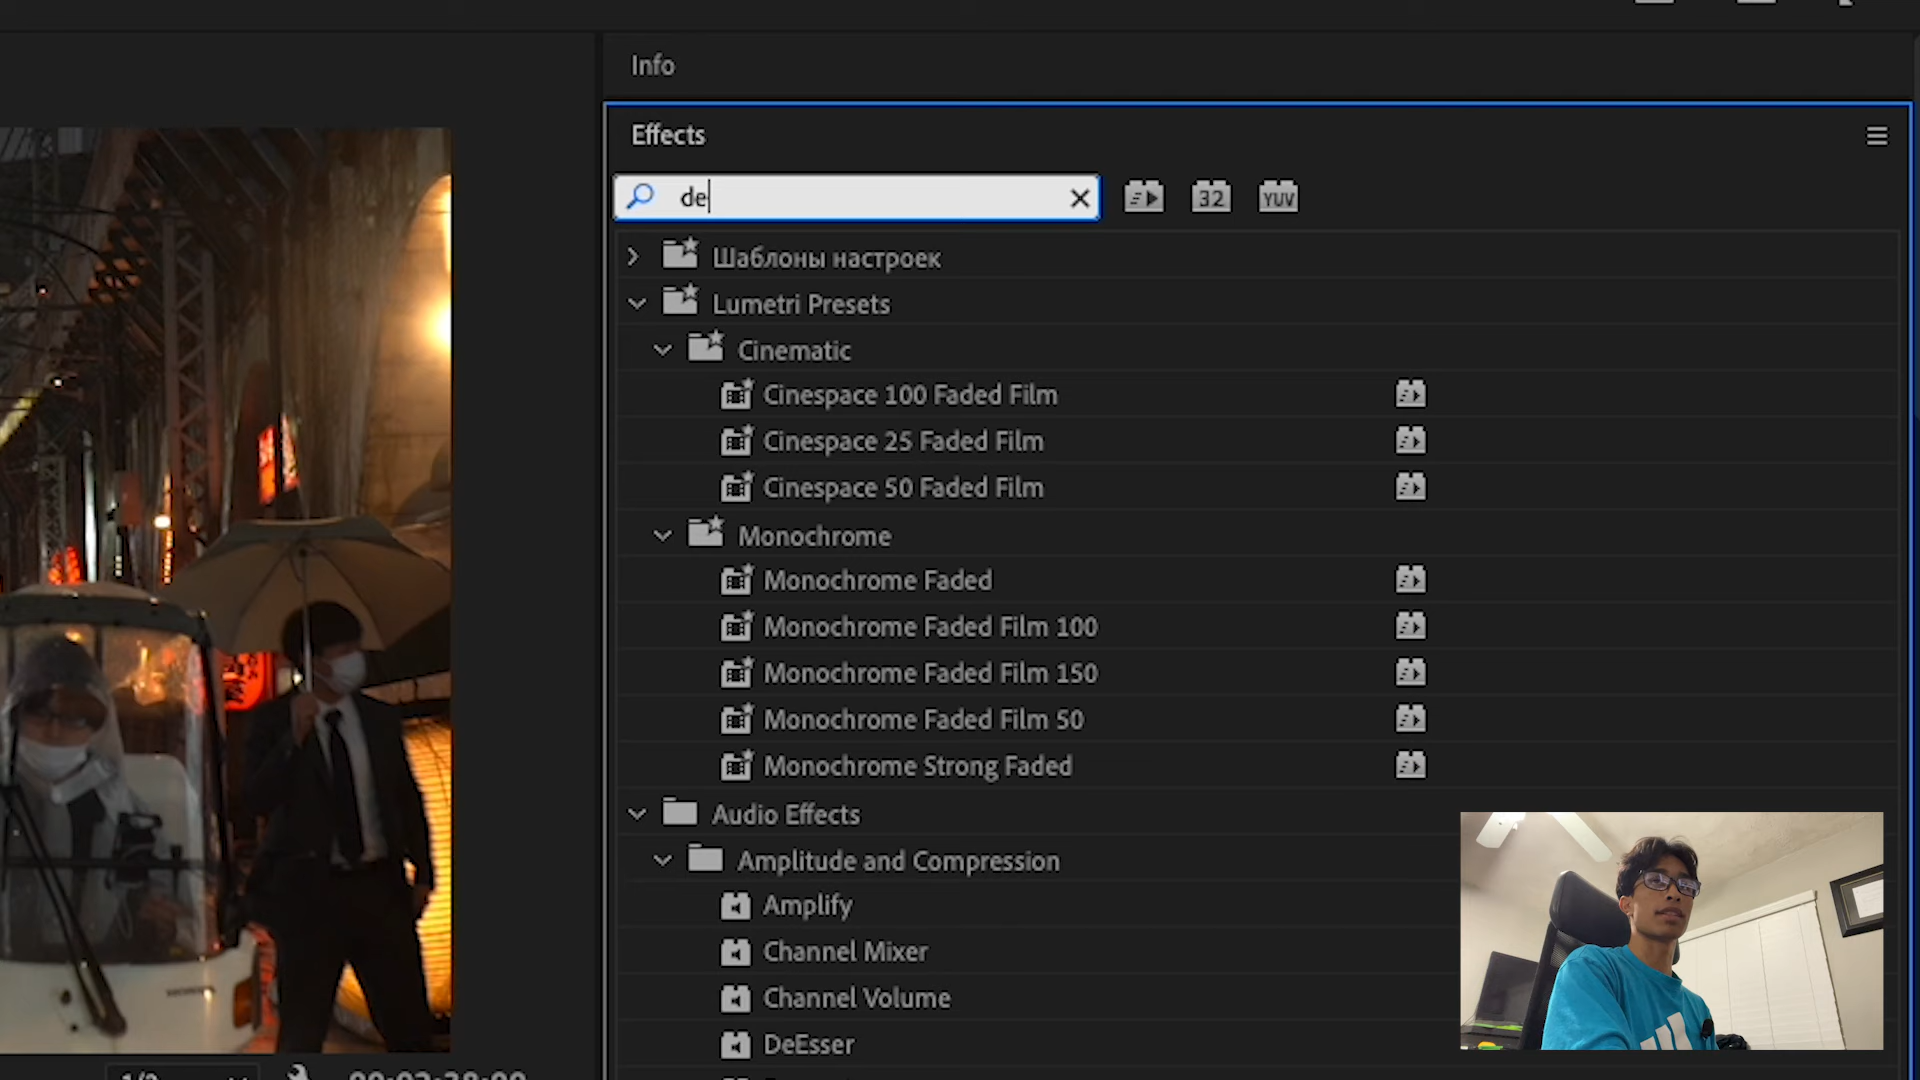 Info
Effects
de
32
YUV
Шаблоны настроек
Lumetri Presets
Cinematic
Cinespace 100 Faded Film
Cinespace 25 Faded Film
Cinespace 50 Faded Film
Monochrome
Monochrome Faded
Monochrome Faded Film 100
Monochrome Faded Film 150
Monochrome Faded Film 50
Monochrome Strong Faded
Audio Effects
Amplitude and Compression
Amplify
Channel Mixer
Channel Volume
DeEsser